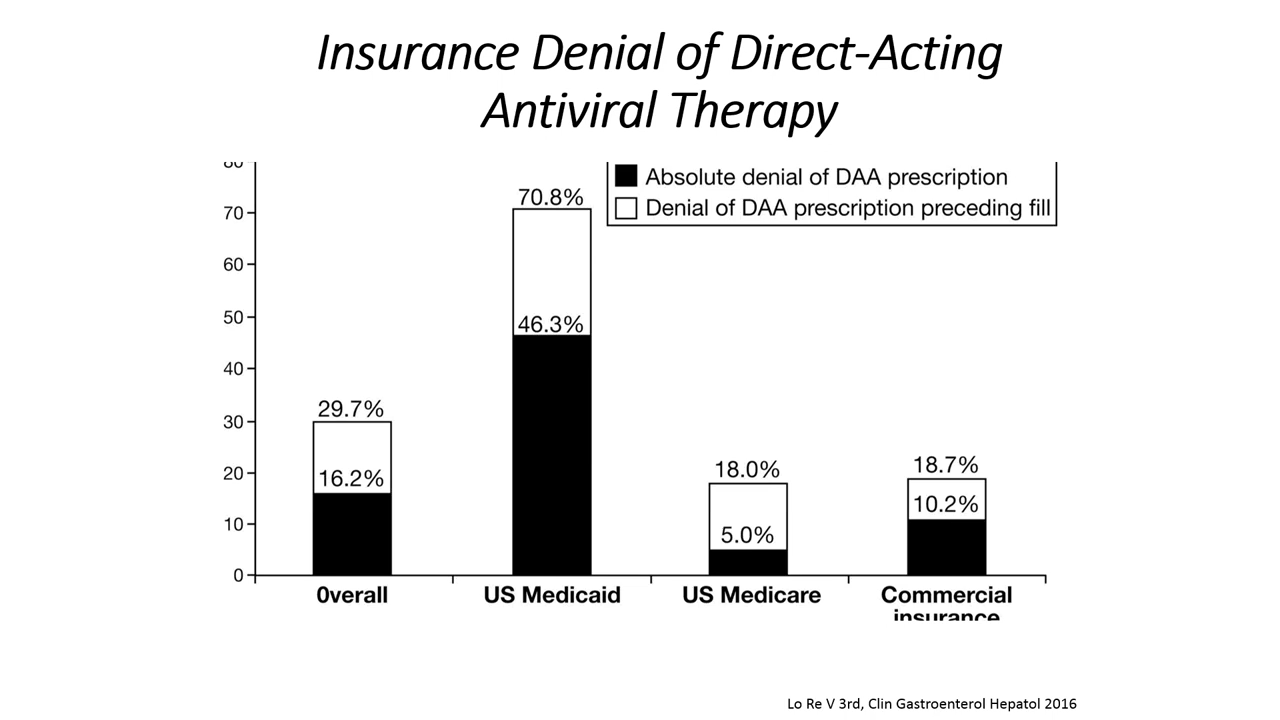 Insurance Denial of Direct-Acting
Antiviral Therapy
80
Absolute denial of DAA prescription
70.8%
70
Denial of DAA prescription preceding fill
60
50
46.3%
40
29.7%
30
18.0%
18.7%
20
16.2%
10.2%
10
5.0%
0
0verall
US Medicaid
US Medicare
Commercial
insurance
Lo Re V 3rd, Clin Gastroenterol Hepatol 2016